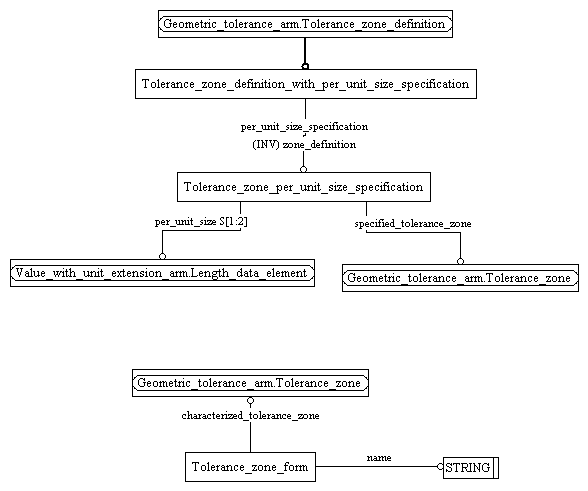 Geometric_tolerance_arm.Tolerance_zone_definition
Tolerance_zone_definition_with_per_unit_size_specification
per_unit_size_specification
(INV) zone_definition
Tolerance_zone_per_unit_size_specification
per_unit_size S[1:2]
specified_tolerance_zone
Value_with_unit_extension_arm.Length_data_element
Geometric_tolerance_arm.Tolerance_zone
Geometric_tolerance_arm.Tolerance_zone
characterized_tolerance_zone
name
Tolerance_zone_form
STRING